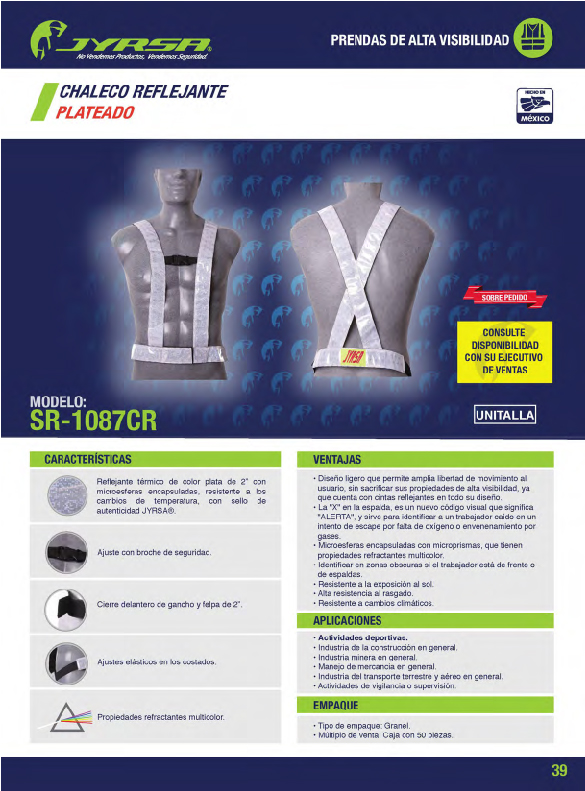 JYRSA®
No Vendemos Productos, Vendemos Seguridad
PRENDAS DE ALTA VISIBILIDAD
CHALECO REFLEJANTE
PLATEADO
HECHO EN
MÉXICO
JYRSA
SOBRE PEDIDO
CONSULTE
DISPONIBILIDAD
CON SU EJECUTIVO
DE VENTAS
MODELO:
SR-1087CR
UNITALLA
CARACTERÍSTICAS
Reflejante térmico de color plata de 2" con
microesferas encapsuladas, resistente a los
cambios de temperatura, con sello de
autenticidad JYRSA®.
Ajuste con broche de seguridad.
Cierre delantero de gancho y felpa de 2".
Ajustes elásticos en los costados.
Propiedades refractantes multicolor.
VENTAJAS
• Diseño ligero que permite amplia libertad de movimiento al
usuario, sin sacrificar sus propiedades de alta visibilidad, ya
que cuenta con cintas reflejantes en todo su diseño.
• La "X" en la espada, es un nuevo código visual que significa
"ALERTA", y sirve para identificar a un trabajador caído en un
intento de escape por falta de oxígeno o envenenamiento por
gases.
• Microesferas encapsuladas con microprismas, que tienen
propiedades refractantes multicolor.
• Identificar en zonas obscuras si el trabajador está de frente o
de espaldas.
• Resistente a la exposición al sol.
• Alta resistencia al rasgado.
• Resistente a cambios climáticos.
APLICACIONES
• Actividades deportivas.
• Industria de la construcción en general.
• Industria minera en general.
• Manejo de mercancía en general.
• Industria del transporte terrestre y aéreo en general.
• Actividades de vigilancia o supervisión.
EMPAQUE
• Tipo de empaque: Granel.
• Múltiplo de venta: Caja con 50 piezas.
39